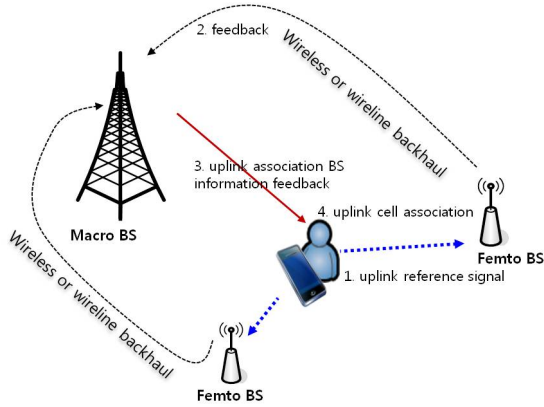 2. feedback
Wireless or wireline backhaul
3. uplink association BS
information feedback
4. uplink cell association
Macro BS
Femto BS
1. uplink reference signal
Wireless or wireline backhaul
Femto BS